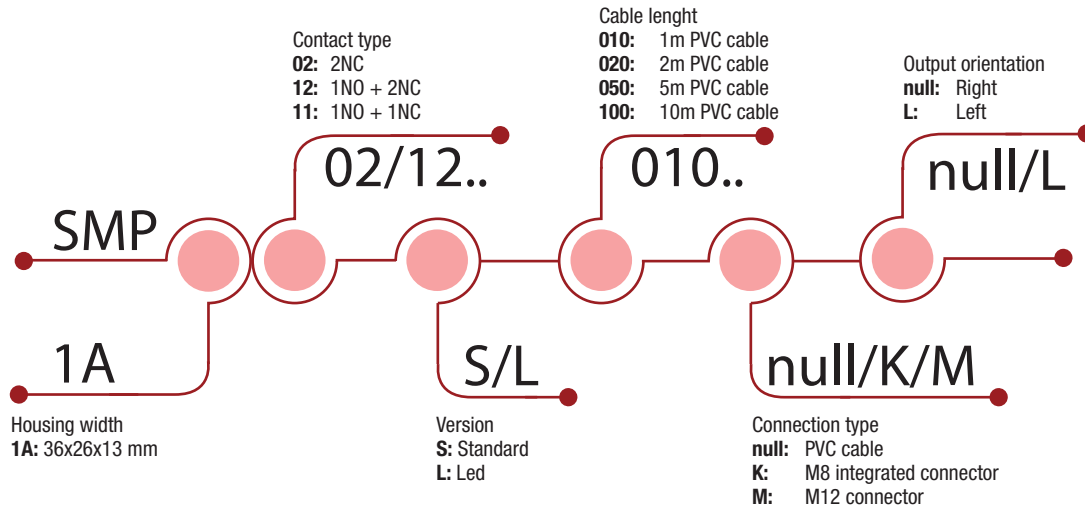 Contact type
02: 2NC
12: 1NO + 2NC
11: 1NO + 1NC
Cable lenght
010: 1m PVC cable
020: 2m PVC cable
050: 5m PVC cable
100: 10m PVC cable
Output orientation
null: Right
L: Left
02/12..
010..
null/L
SMP
1A
S/L
null/K/M
Housing width
1A: 36x26x13 mm
Version
S: Standard
L: Led
Connection type
null: PVC cable
K: M8 integrated connector
M: M12 connector